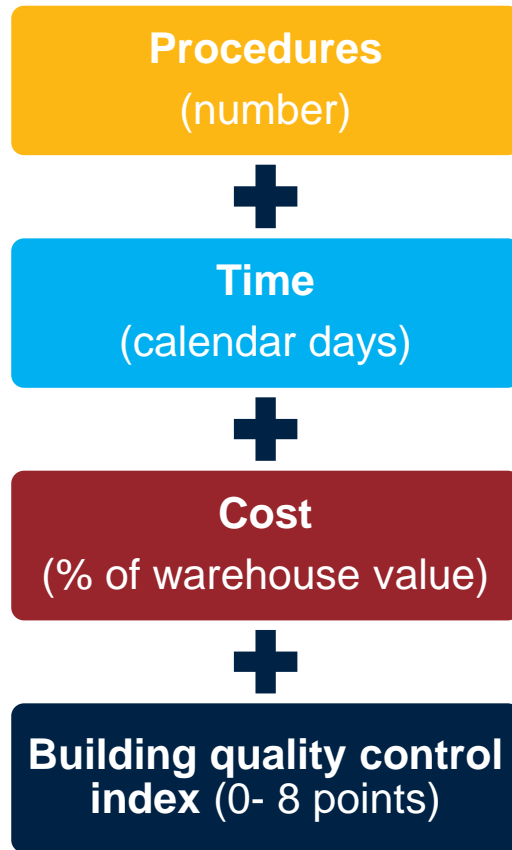 Procedures
(number)
Time
(calendar days)
Cost
(% of warehouse value)
Building quality control
index (0- 8 points)